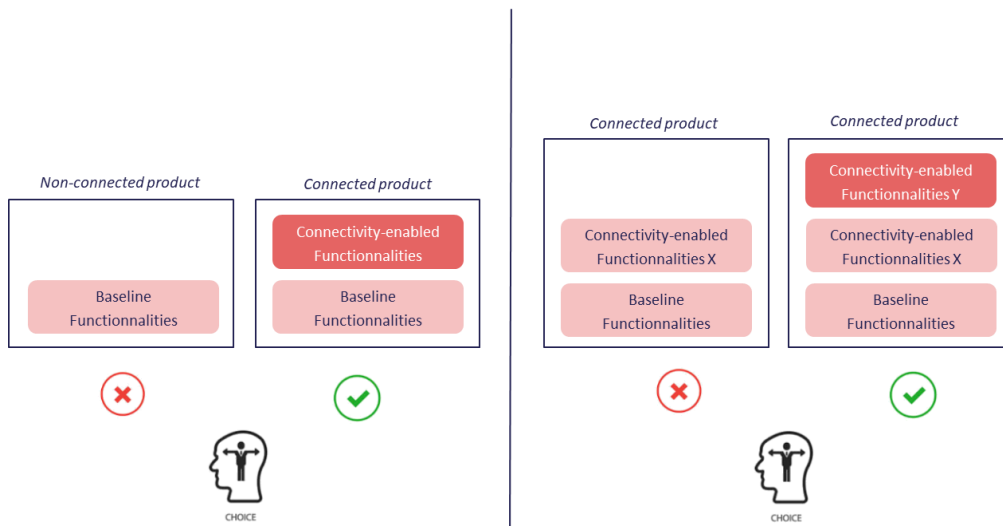 Non-connected product
Baseline
Functionnalities
Connected product
Connectivity-enabled
Functionnalities
Baseline
Functionnalities
CHOICE
Connected product
Connectivity-enabled
Functionnalities X
Baseline
Functionnalities
Connected product
Connectivity-enabled
Functionnalities Y
Connectivity-enabled
Functionnalities X
Baseline
Functionnalities
CHOICE